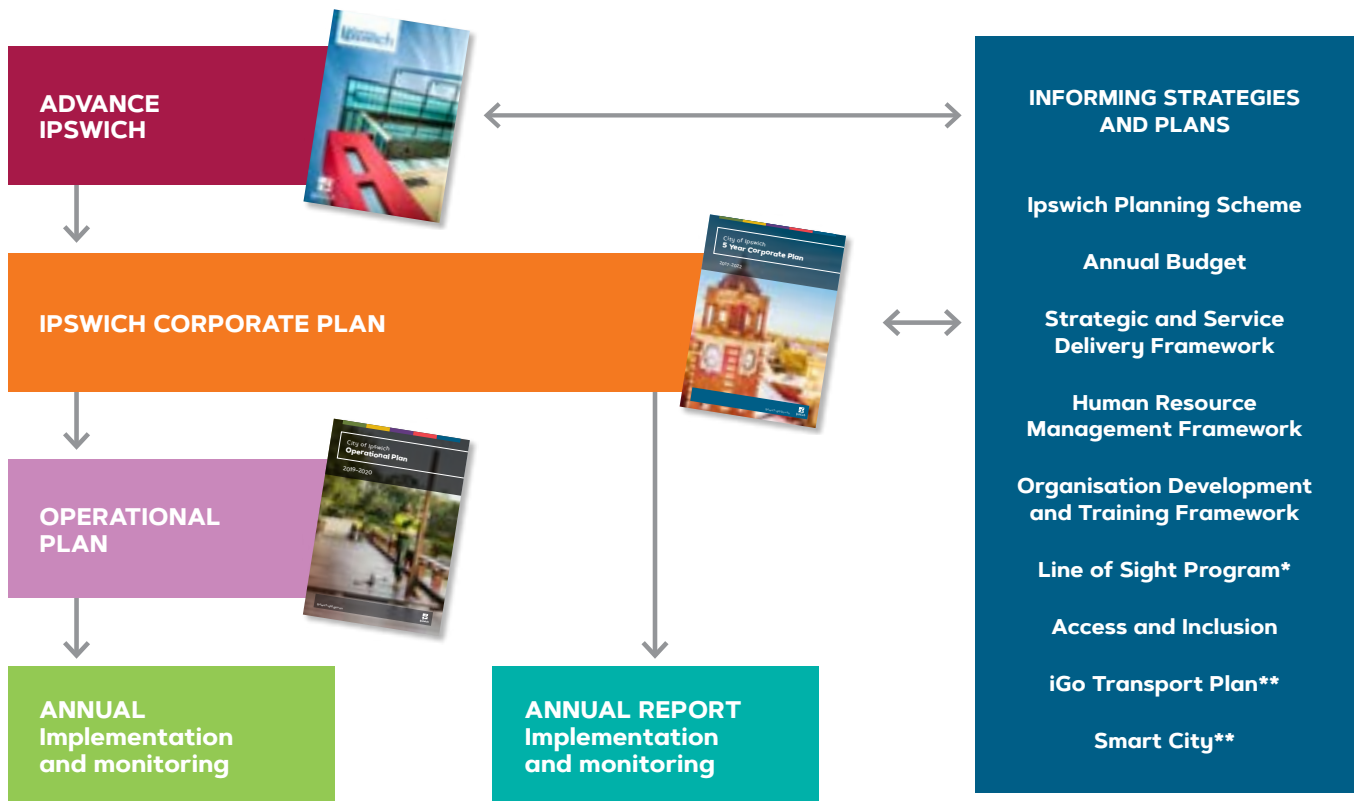 ADVANCE
IPSWICH
Ipswich
INFORMING STRATEGIES
AND PLANS
Ipswich Planning Scheme
Annual Budget
Strategic and Service
Delivery Framework
Human Resource
Management Framework
Organisation Development
and Training Framework
Line of Sight Program*
Access and Inclusion
iGo Transport Plan**
Smart City**
IPSWICH CORPORATE PLAN
City of Ipswich
5 Year Corporate Plan
OPERATIONAL
PLAN
City of Ipswich
Operational Plan
2019–2020
ANNUAL
Implementation
and monitoring
ANNUAL REPORT
Implementation
and monitoring